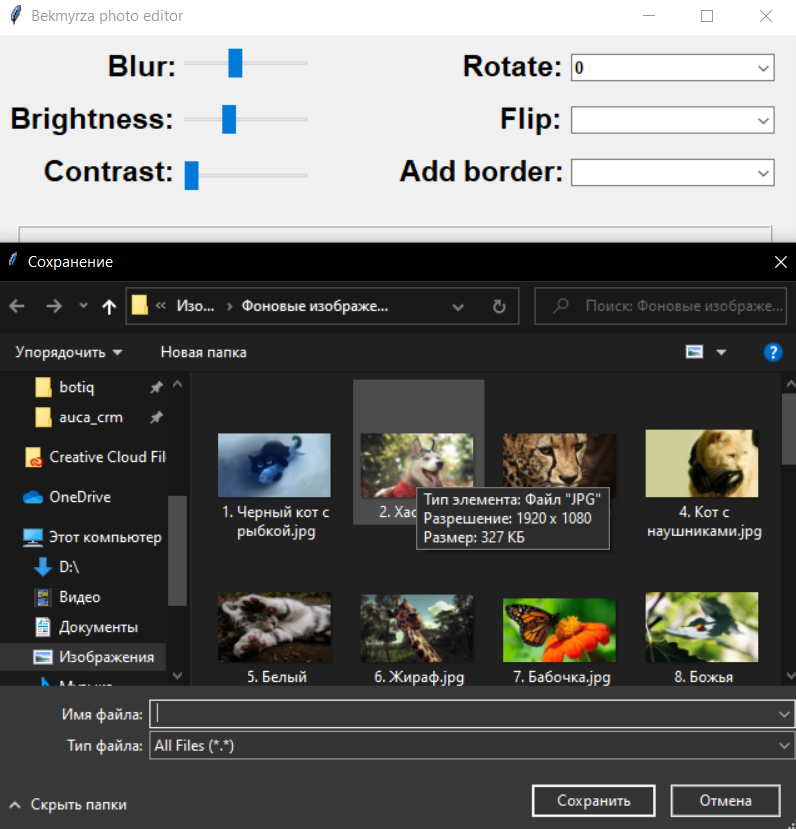 Bekmyrza photo editor
Blur:
Rotate: 0
Brightness:
Flip:
Contrast:
Add border:
Сохранение
« Изо... › Фоновые изображе...
Поиск: Фоновые изображе...
Упорядочить
Новая папка
botiq
auca_crm
Creative Cloud Fil
OneDrive
Этот компьютер
D:\
Видео
Документы
Изображения
1. Черный кот с
рыбкой.jpg
2. Хас
Тип элемента: Файл "JPG"
Разрешение: 1920 x 1080
Размер: 327 КБ
4. Кот с
наушниками.jpg
5. Белый
6. Жираф.jpg
7. Бабочка.jpg
8. Божья
Имя файла:
Тип файла: All Files (*.*)
Скрыть папки
Сохранить
Отмена